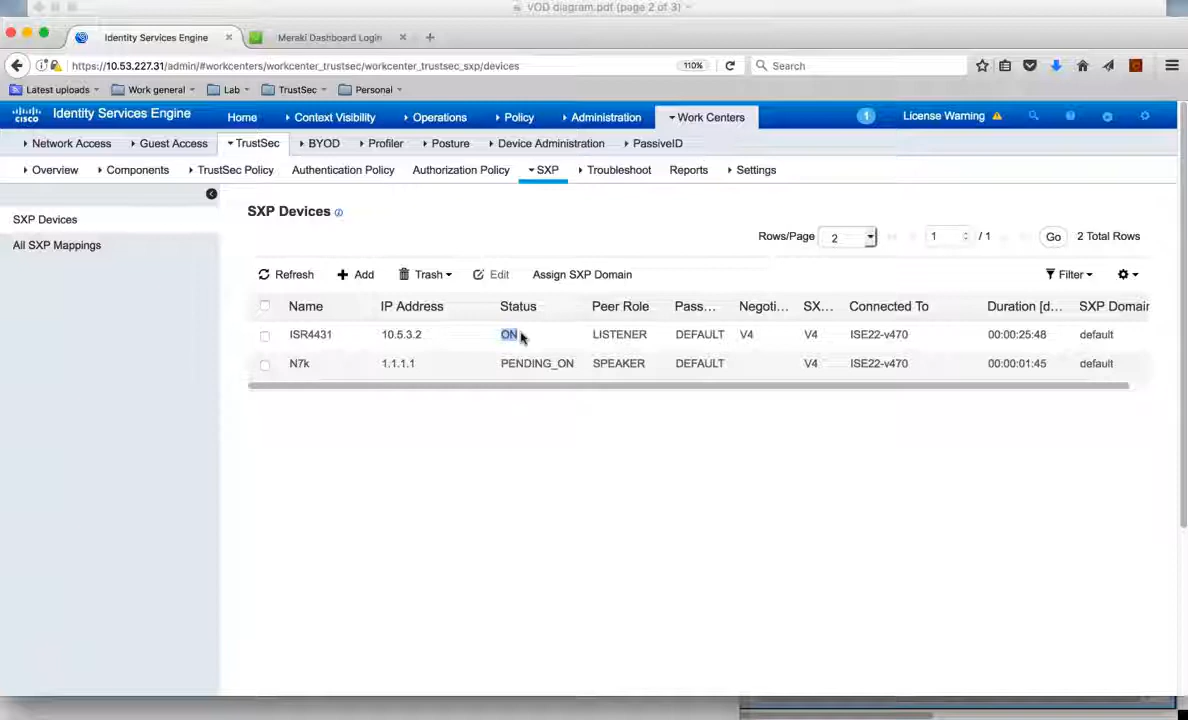 VOD diagram.pdf (page 2 of 3)
Identity Services Engine
Meraki Dashboard Login
https://10.53.227.31/admin/#workcenters/workcenter_trustsec/workcenter_trustsec_sxp/devices
110%
Search
Latest uploads
Work general
Lab
TrustSec
Personal
cisco
Identity Services Engine
Home
Context Visibility
Operations
Policy
Administration
Work Centers
1
License Warning
Network Access
Guest Access
TrustSec
BYOD
Profiler
Posture
Device Administration
PassiveID
Overview
Components
TrustSec Policy
Authentication Policy
Authorization Policy
SXP
Troubleshoot
Reports
Settings
SXP Devices
All SXP Mappings
SXP Devices
Rows/Page 2 1 / 1 Go 2 Total Rows
Refresh Add Trash Edit Assign SXP Domain Filter
Name IP Address Status Peer Role Pass... Negoti... SX... Connected To Duration [d... SXP Domain
ISR4431 10.5.3.2 ON LISTENER DEFAULT V4 V4 ISE22-v470 00:00:25:48 default
N7k 1.1.1.1 PENDING_ON SPEAKER DEFAULT V4 ISE22-v470 00:00:01:45 default